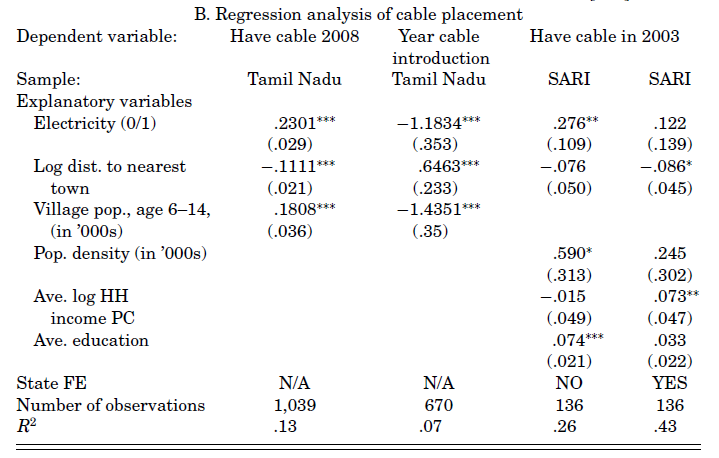 B. Regression analysis of cable placement
Dependent variable: Have cable 2008 Year cable Have cable in 2003
introduction
Sample: Tamil Nadu Tamil Nadu SARI SARI
Explanatory variables
Electricity (0/1) .2301*** −1.1834*** .276** .122
(.029) (.353) (.109) (.139)
Log dist. to nearest −.1111*** .6463*** −.076 −.086*
town (.021) (.233) (.050) (.045)
Village pop., age 6–14, .1808*** −1.4351***
(in ’000s) (.036) (.35)
Pop. density (in ’000s) .590* .245
(.313) (.302)
Ave. log HH −.015 .073**
income PC (.049) (.047)
Ave. education .074*** .033
(.021) (.022)
State FE N/A N/A NO YES
Number of observations 1,039 670 136 136
R² .13 .07 .26 .43